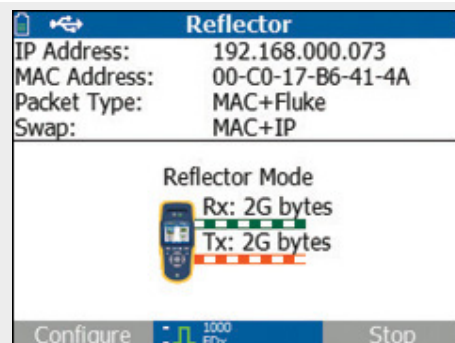 Reflector
IP Address: 192.168.000.073
MAC Address: 00-C0-17-B6-41-4A
Packet Type: MAC+Fluke
Swap: MAC+IP
Reflector Mode
Rx: 2G bytes
Tx: 2G bytes
Configure 1000 FDx Stop